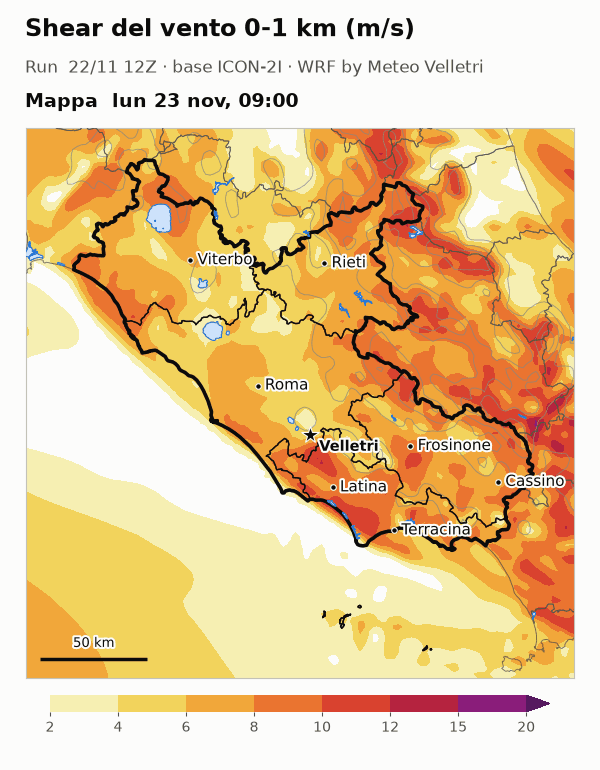 Shear del vento 0-1 km (m/s)
Run  22/11 12Z · base ICON-2I · WRF by Meteo Velletri
Mappa  lun 23 nov, 09:00
Viterbo
Rieti
Roma
Velletri
Frosinone
Latina
Cassino
Terracina
50 km
2 4 6 8 10 12 15 20